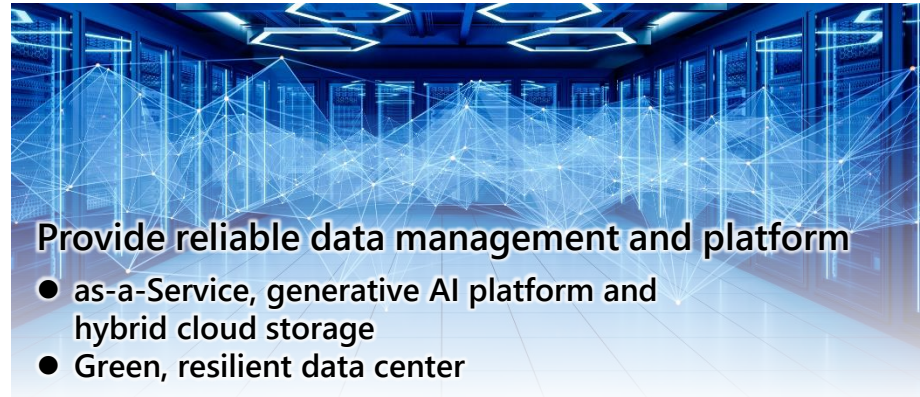 Provide reliable data management and platform
● as-a-Service, generative AI platform and
hybrid cloud storage
● Green, resilient data center